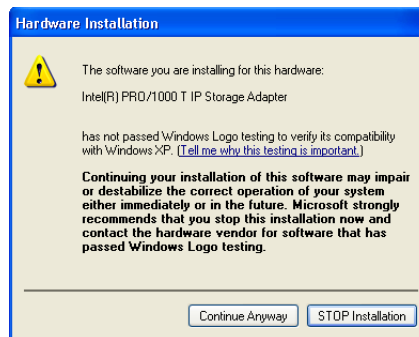 Hardware Installation
The software you are installing for this hardware:
Intel(R) PRO/1000 T IP Storage Adapter
has not passed Windows Logo testing to verify its compatibility
with Windows XP. (Tell me why this testing is important.)
Continuing your installation of this software may impair
or destabilize the correct operation of your system
either immediately or in the future. Microsoft strongly
recommends that you stop this installation now and
contact the hardware vendor for software that has
passed Windows Logo testing.
Continue Anyway
STOP Installation